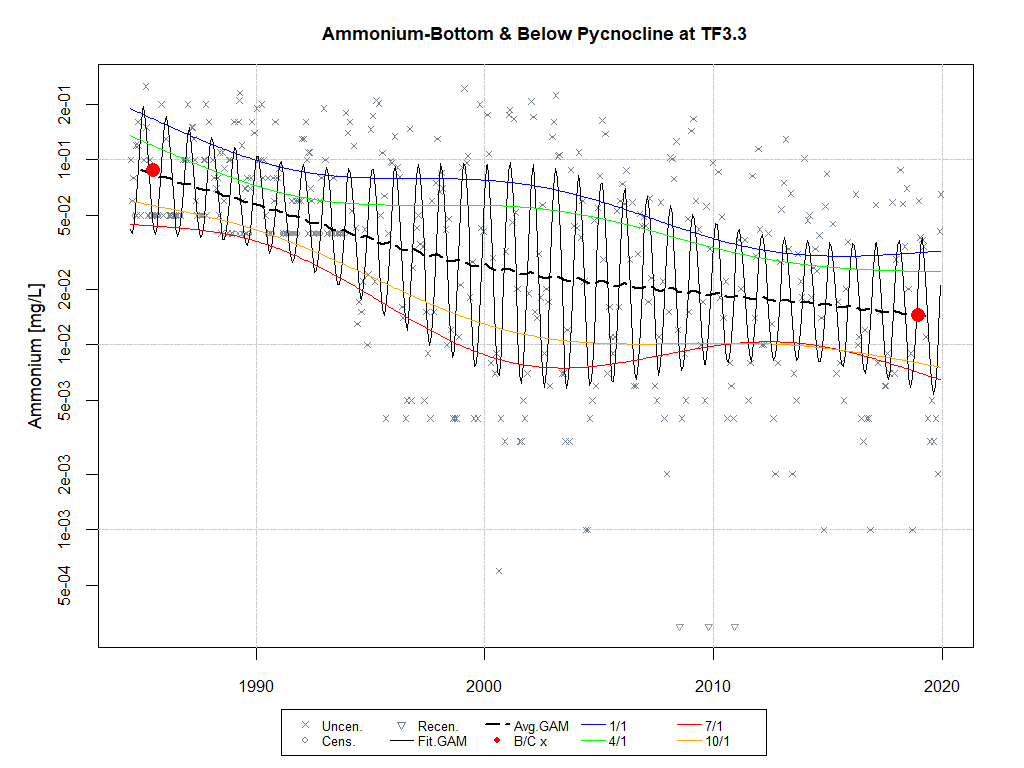 Ammonium-Bottom & Below Pycnocline at TF3.3
Ammonium [mg/L]
2e-01
1e-01
5e-02
2e-02
1e-02
5e-03
2e-03
1e-03
5e-04
1990 2000 2010 2020
Uncen. Recen. Avg.GAM 1/1 7/1
Cens. Fit.GAM B/C x 4/1 10/1